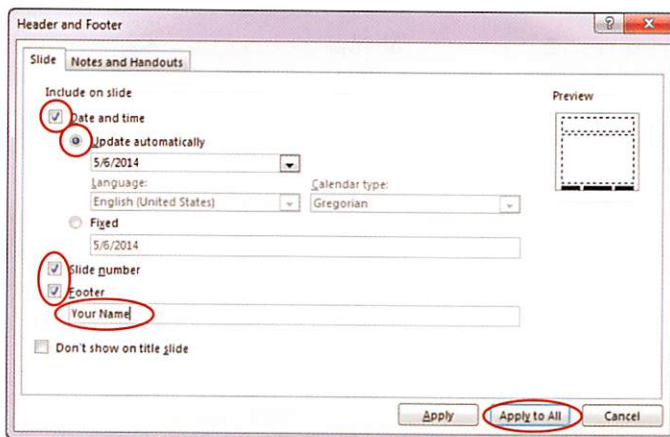 Header and Footer
Slide Notes and Handouts
Include on slide
Preview
Date and time
Update automatically
5/6/2014
Language: Calendar type:
English (United States) Gregorian
Fixed
5/6/2014
Slide number
Footer
Your Name
Don't show on title slide
Apply Apply to All Cancel